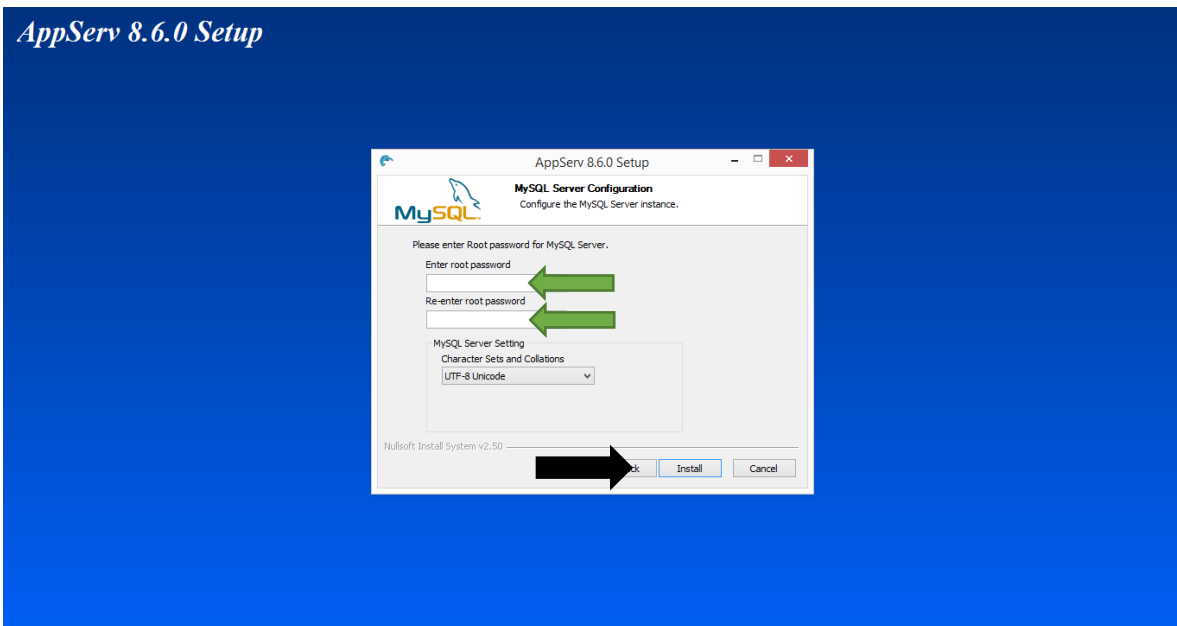 AppServ 8.6.0 Setup
AppServ 8.6.0 Setup
MySQL.
MySQL Server Configuration
Configure the MySQL Server instance.
Please enter Root password for MySQL Server.
Enter root password
Re-enter root password
MySQL Server Setting
Character Sets and Collations
UTF-8 Unicode
Nullsoft Install System v2.50
Install Cancel